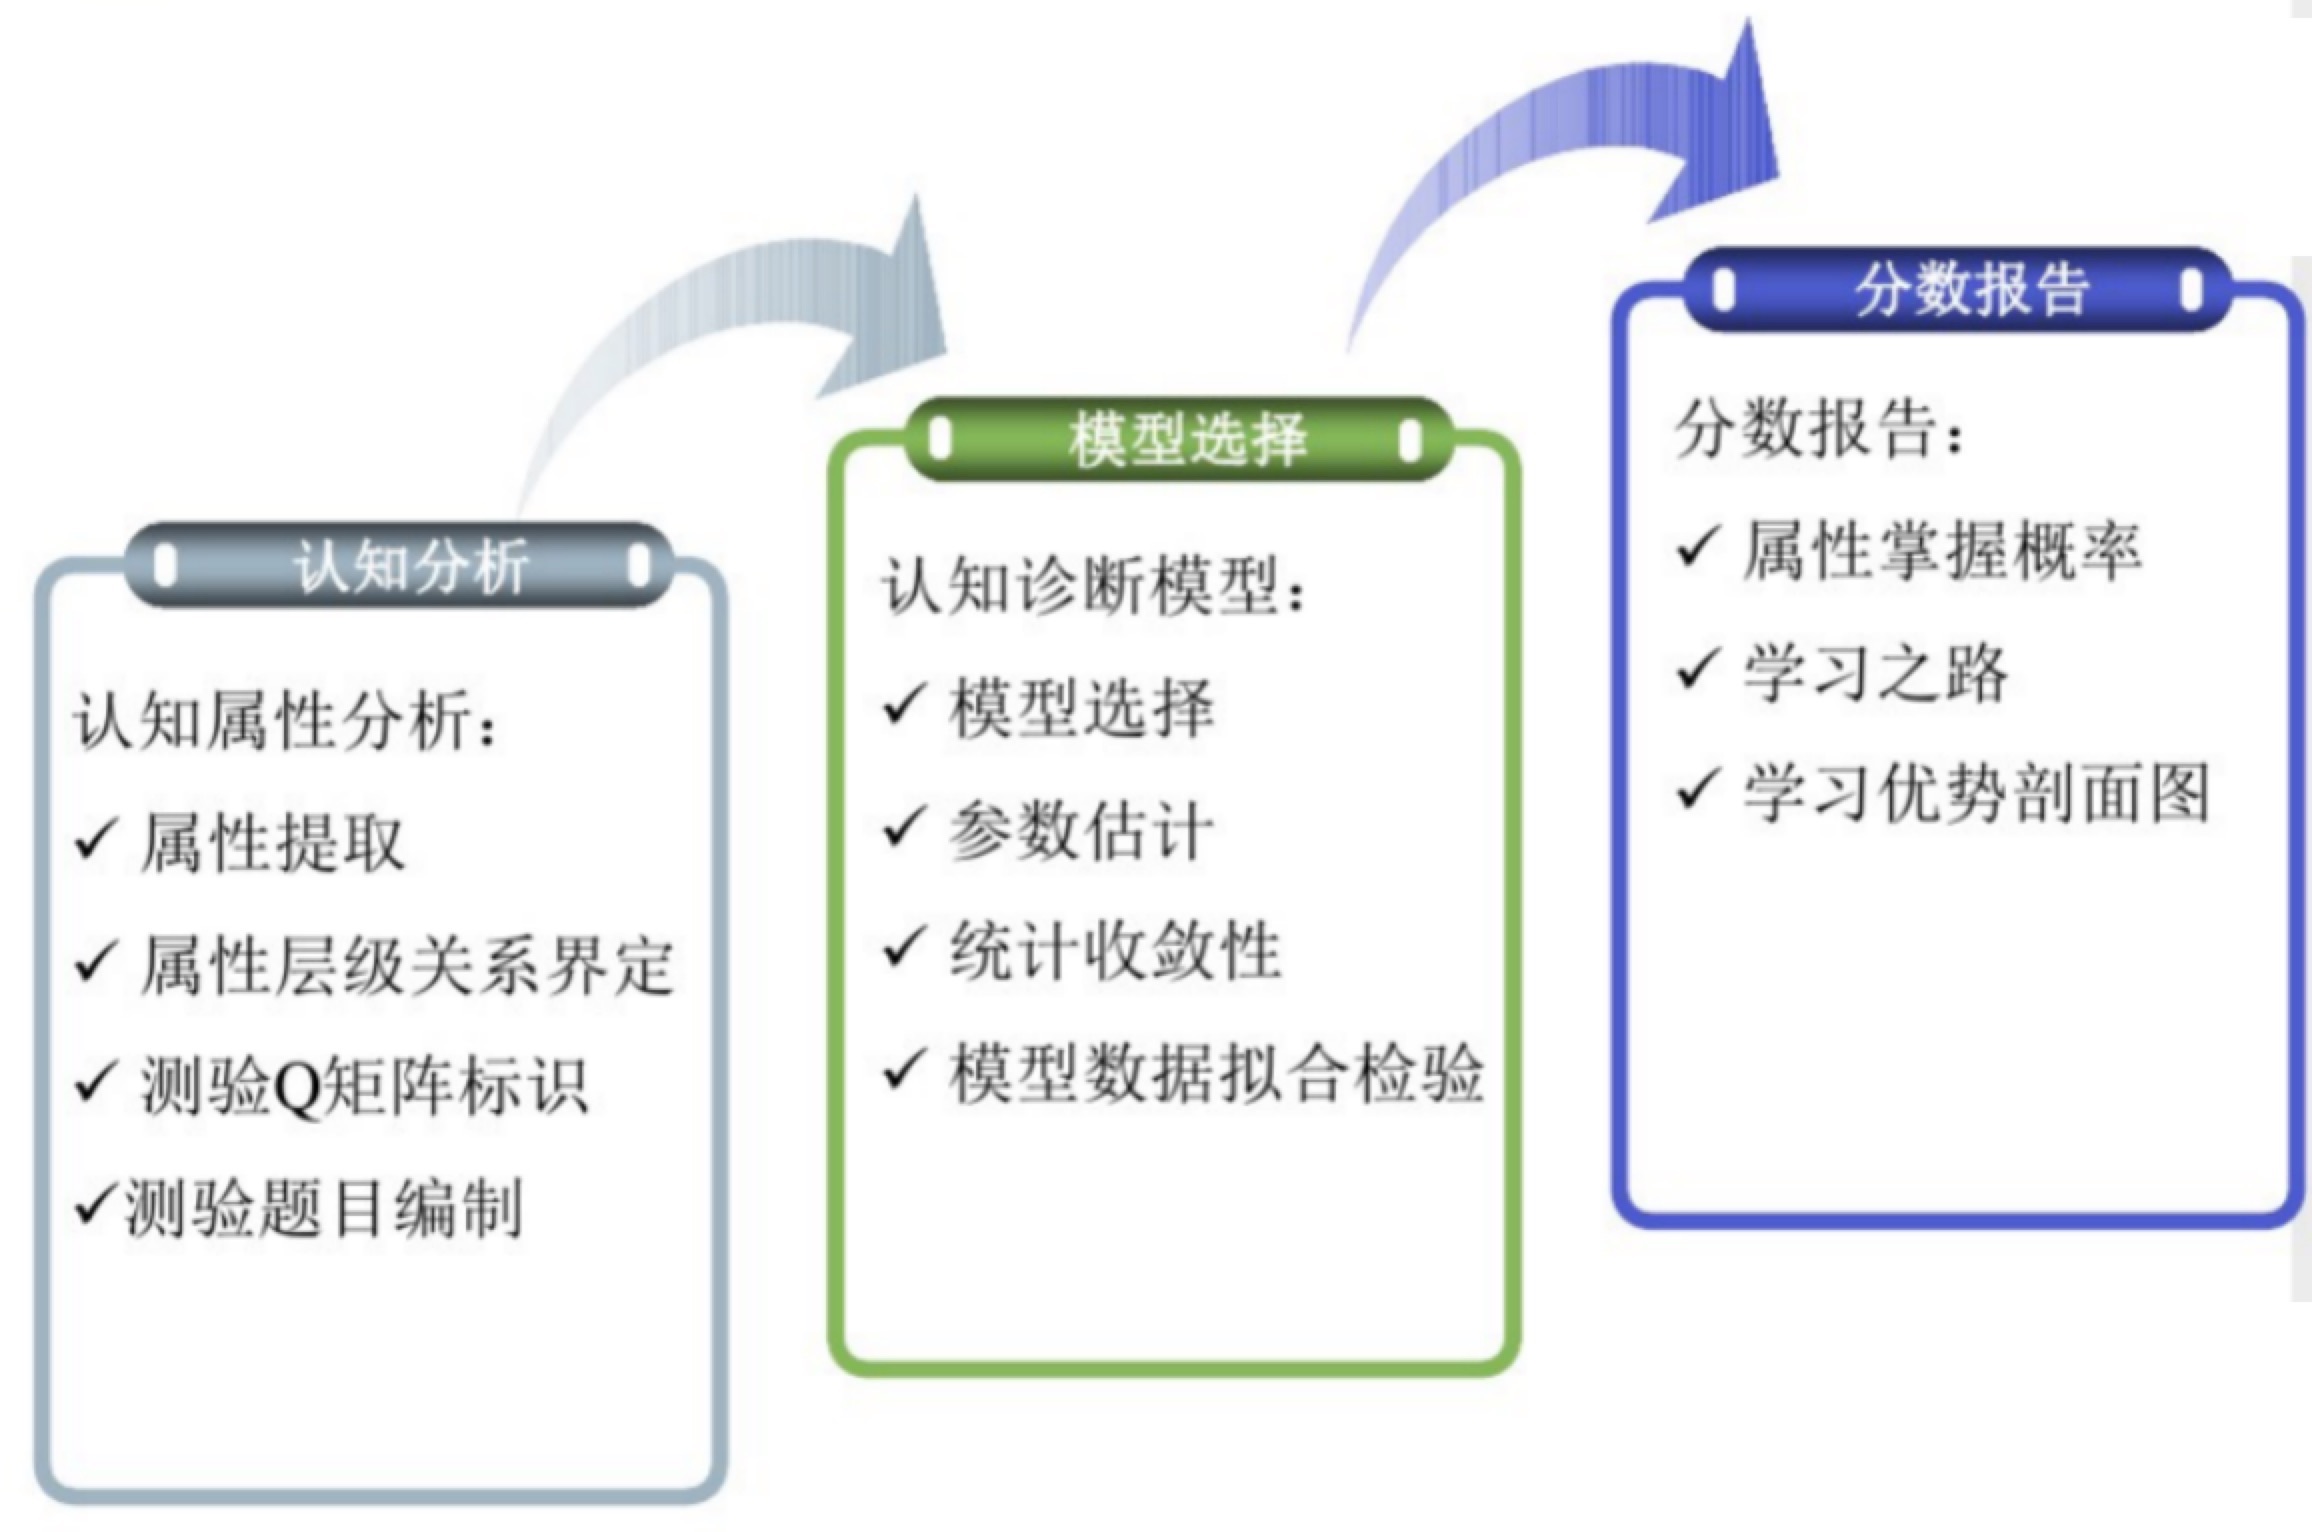 认知分析
认知属性分析：
✓ 属性提取
✓ 属性层级关系界定
✓ 测验Q矩阵标识
✓测验题目编制
模型选择
认知诊断模型：
✓ 模型选择
✓ 参数估计
✓ 统计收敛性
✓ 模型数据拟合检验
分数报告
分数报告：
✓ 属性掌握概率
✓ 学习之路
✓ 学习优势剖面图